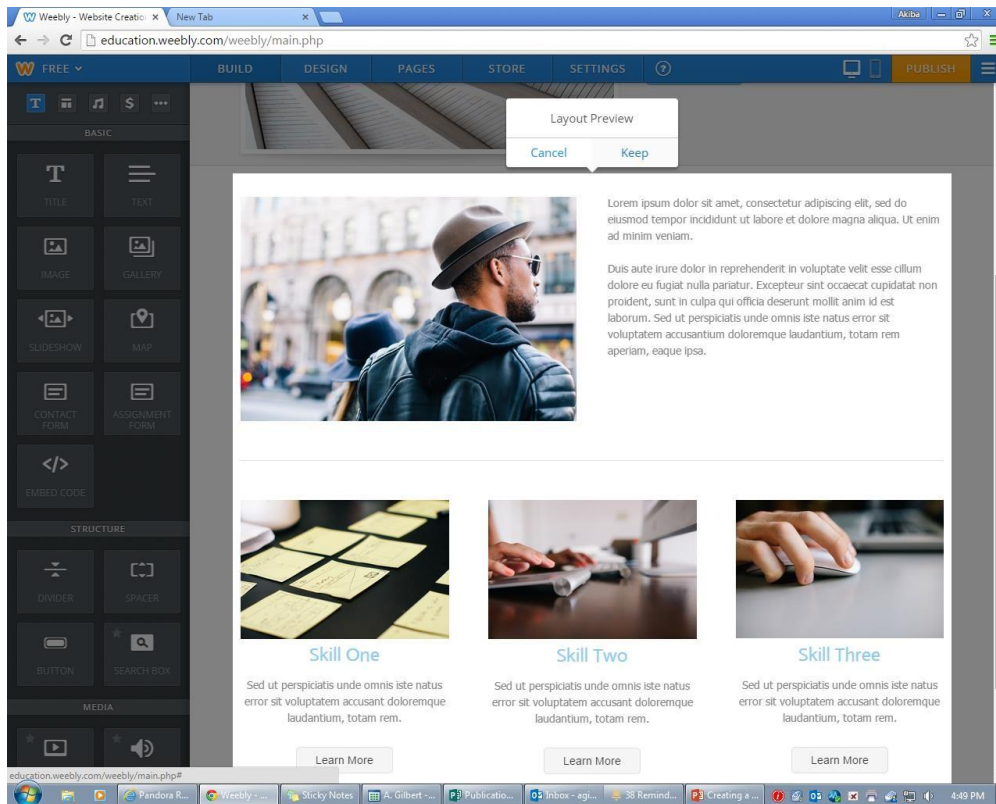 Weebly - Website Creatio
New Tab
Akiba
education.weebly.com/weebly/main.php
FREE
BUILD
DESIGN
PAGES
STORE
SETTINGS
?
PUBLISH
T
$
BASIC
Layout Preview
Cancel
Keep
T
TITLE
TEXT
IMAGE
GALLERY
SLIDESHOW
MAP
CONTACT
FORM
ASSIGNMENT
FORM
</>
EMBED CODE
STRUCTURE
DIVIDER
SPACER
BUTTON
SEARCH BOX
MEDIA
Lorem ipsum dolor sit amet, consectetur adipiscing elit, sed do
eiusmod tempor incididunt ut labore et dolore magna aliqua. Ut enim
ad minim veniam.
Duis aute irure dolor in reprehenderit in voluptate velit esse cillum
dolore eu fugiat nulla pariatur. Excepteur sint occaecat cupidatat non
proident, sunt in culpa qui officia deserunt mollit anim id est
laborum. Sed ut perspiciatis unde omnis iste natus error sit
voluptatem accusantium doloremque laudantium, totam rem
aperiam, eaque ipsa.
Skill One
Sed ut perspiciatis unde omnis iste natus
error sit voluptatem accusant doloremque
laudantium, totam rem.
Learn More
Skill Two
Sed ut perspiciatis unde omnis iste natus
error sit voluptatem accusant doloremque
laudantium, totam rem.
Learn More
Skill Three
Sed ut perspiciatis unde omnis iste natus
error sit voluptatem accusant doloremque
laudantium, totam rem.
Learn More
education.weebly.com/weebly/main.php#
Pandora R...
Weebly - ...
Sticky Notes
A. Gilbert -...
Publicatio...
Inbox - agi...
38 Remind...
Creating a ...
4:49 PM